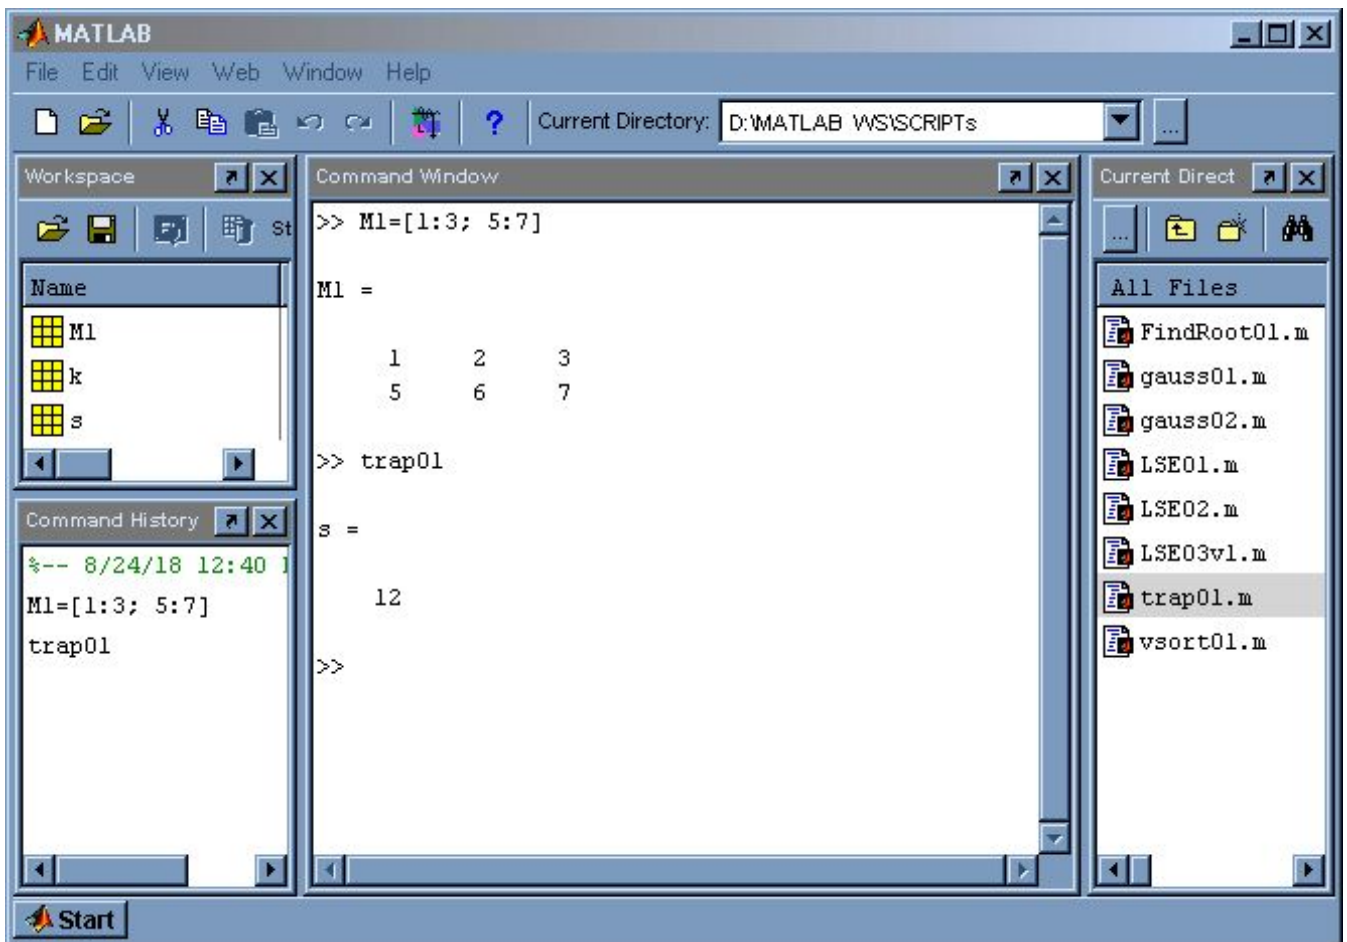 MATLAB
File Edit View Web Window Help
Current Directory: D:\MATLAB WS\SCRIPTs ...
Workspace
St
Name
M1
k
s
Command History
%-- 8/24/18 12:40
M1=[1:3; 5:7]
trap01
Command Window
>> M1=[1:3; 5:7]
M1 =
1 2 3
5 6 7
>> trap01
s =
12
>>
Current Direct
...
All Files
FindRoot01.m
gauss01.m
gauss02.m
LSE01.m
LSE02.m
LSE03v1.m
trap01.m
vsort01.m
Start